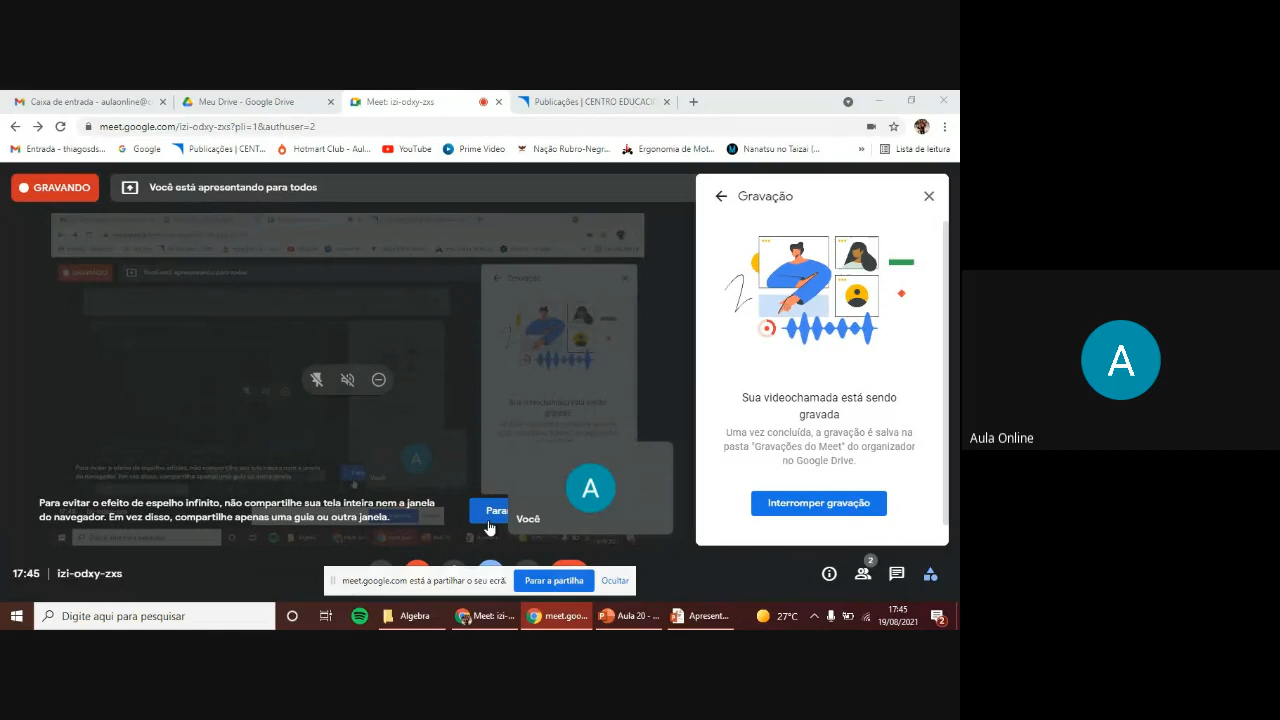 Caixa de entrada - aulaonline@c
Meu Drive - Google Drive
Meet: izi-odxy-zxs
Publicações | CENTRO EDUCACI
meet.google.com/izi-odxy-zxs?pli=1&authuser=2
Entrada - thiagosds...
Google
Publicações | CENT...
Hotmart Club - Aul...
YouTube
Prime Video
Nação Rubro-Negr...
Ergonomia de Mot...
Nanatsu no Taizai (...
»
Lista de leitura
GRAVANDO
Você está apresentando para todos
Gravação
Sua videochamada está sendo
gravada
Uma vez concluída, a gravação é salva na
pasta "Gravações do Meet" do organizador
no Google Drive.
Interromper gravação
Para evitar o efeito de espelho infinito, não compartilhe sua tela inteira nem a janela
do navegador. Em vez disso, compartilhe apenas uma guia ou outra janela.
Para
A
Você
A
Aula Online
17:45 | izi-odxy-zxs
2
meet.google.com está a partilhar o seu ecrã.
Parar a partilha
Ocultar
Digite aqui para pesquisar
Algebra
Meet: izi-...
meet.goo...
Aula 20 - ...
Apresent...
27°C
17:45
19/08/2021
2